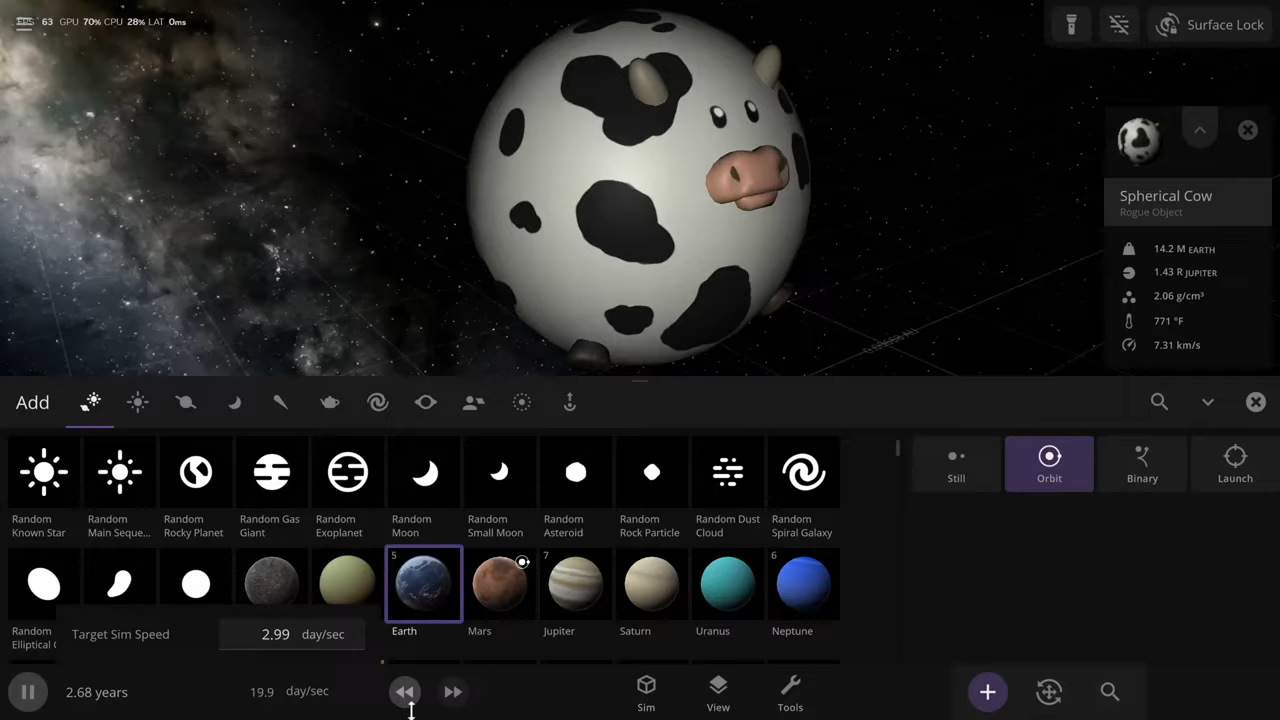 FPS 63 GPU 70% CPU 28% LAT 0ms
Surface Lock
Spherical Cow
Rogue Object
14.2 M EARTH
1.43 R JUPITER
2.06 g/cm³
771 °F
7.31 km/s
Add
Still
Orbit
Binary
Launch
Random Known Star
Random Main Seque...
Random Rocky Planet
Random Gas Giant
Random Exoplanet
Random Moon
Random Small Moon
Random Asteroid
Random Rock Particle
Random Dust Cloud
Random Spiral Galaxy
5
7
6
Random
Elliptical
Earth
Mars
Jupiter
Saturn
Uranus
Neptune
Target Sim Speed
2.99 day/sec
2.68 years
19.9 day/sec
Sim
View
Tools